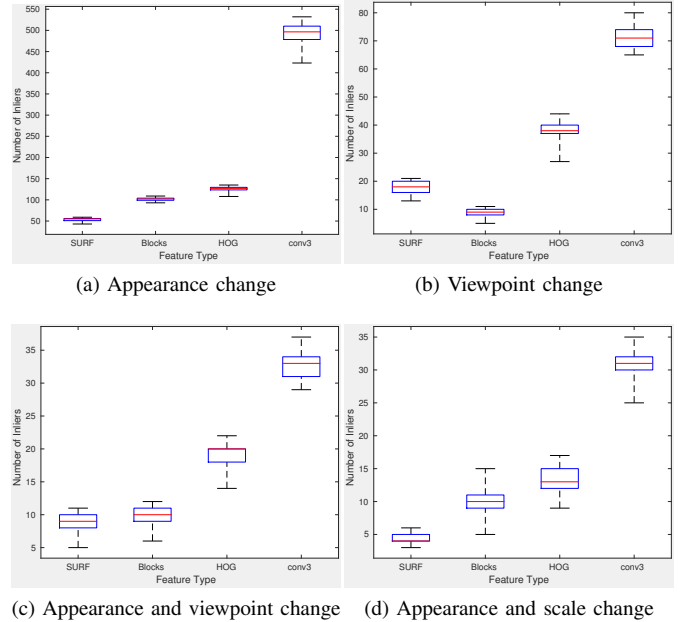 550
500
450
400
350
300
250
200
150
100
50
Number of Inliers
SURF Blocks HOG conv3
Feature Type
(a) Appearance change
80
70
60
50
40
30
20
10
Number of Inliers
SURF Blocks HOG conv3
Feature Type
(b) Viewpoint change
35
30
25
20
15
10
5
Number of Inliers
SURF Blocks HOG conv3
Feature Type
(c) Appearance and viewpoint change
35
30
25
20
15
10
5
Number of Inliers
SURF Blocks HOG conv3
Feature Type
(d) Appearance and scale change